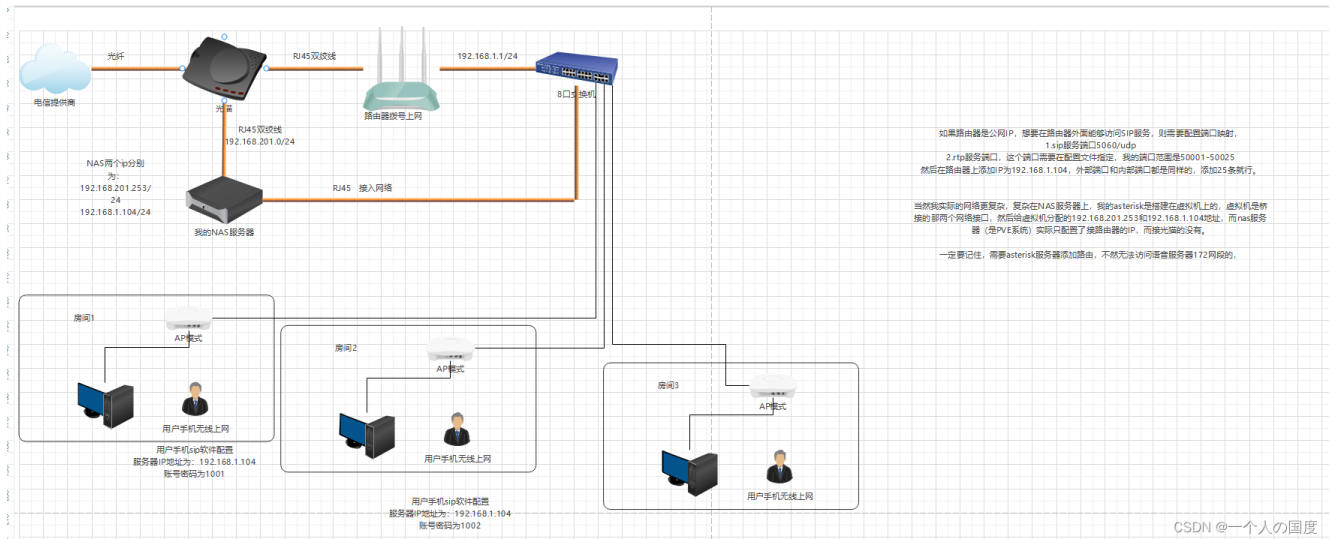 光纤
RJ45双绞线
192.168.1.1/24
电信提供商
光猫
路由器拨号上网
8口交换机
RJ45双绞线
192.168.201.0/24
NAS两个ip分别
为：
192.168.201.253/
24
192.168.1.104/24
RJ45 接入网络
我的NAS服务器
如果路由器是公网IP，想要在路由器外面能够访问SIP服务，则需要配置端口映射，
1.sip服务端口5060/udp
2.rtp服务端口，这个端口需要在配置文件指定，我的端口范围是50001-50025
然后在路由器上添加IP为192.168.1.104，外部端口和内部端口都是同样的，添加25条就行。
当然我实际的网络更复杂，复杂在NAS服务器上，我的asterisk是搭建在虚拟机上的，虚拟机是桥
接的那两个网络接口，然后给虚拟机分配的192.168.201.253和192.168.1.104地址，而nas服务
器（是PVE系统）实际只配置了接路由器的IP，而接光猫的没有。
一定要记住，需要asterisk服务器添加路由，不然无法访问语音服务器172网段的，
房间1
AP模式
用户手机无线上网
用户手机sip软件配置
服务器IP地址为：192.168.1.104
账号密码为1001
房间2
AP模式
用户手机无线上网
用户手机sip软件配置
服务器IP地址为：192.168.1.104
账号密码为1002
房间3
AP模式
用户手机无线上网
CSDN @一个人の国度